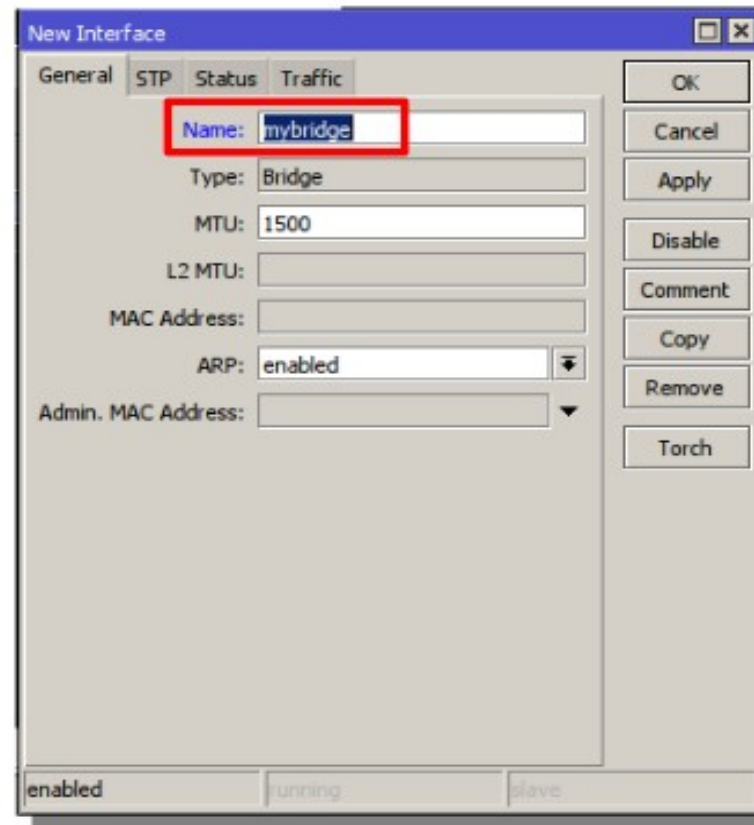 New Interface
General STP Status Traffic
OK
Name: mybridge
Cancel
Type: Bridge
Apply
MTU: 1500
Disable
L2 MTU:
Comment
MAC Address:
Copy
ARP: enabled
Remove
Admin. MAC Address:
Torch
enabled running slave